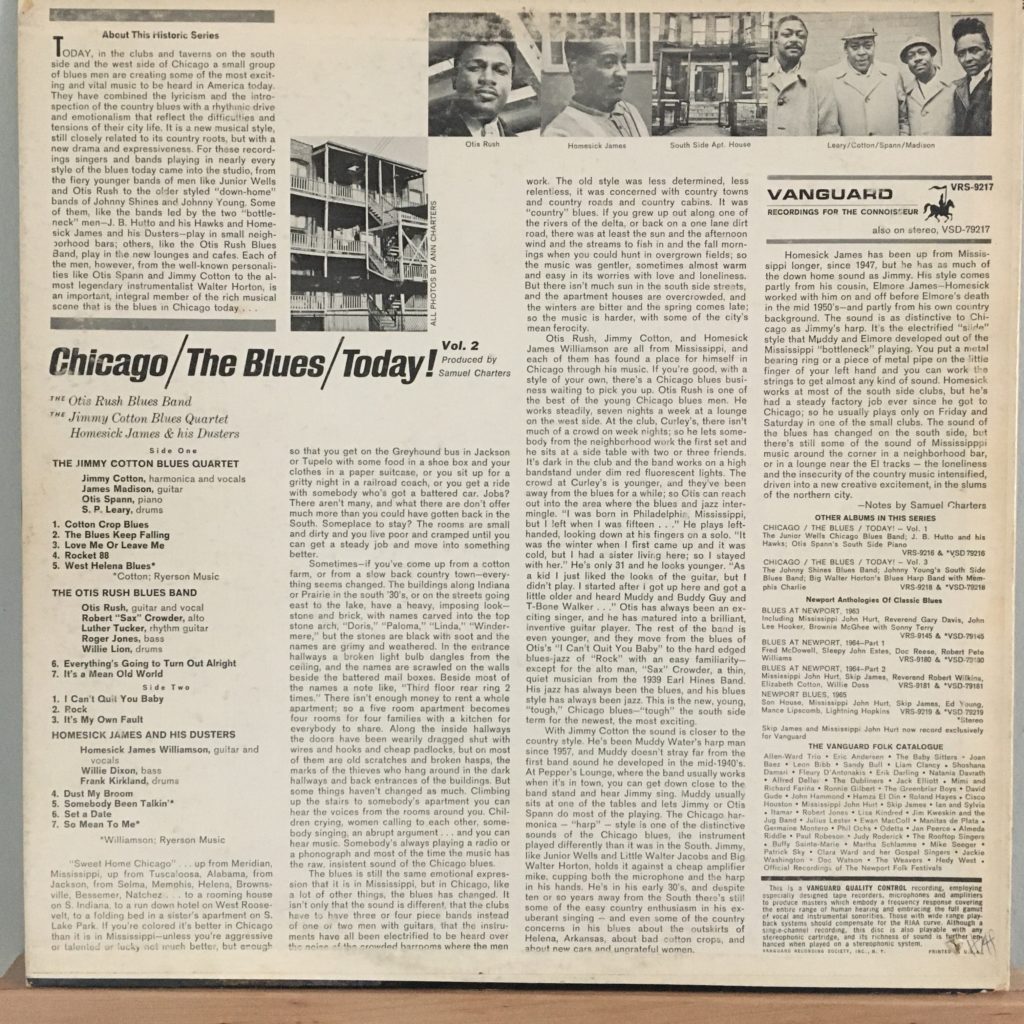 About This Historic Series
TODAY, in the clubs and taverns on the south
side and the west side of Chicago a small group
of blues men are creating some of the most excit-
ing and vital music to be heard in America today.
They have combined the lyricism and the intro-
spection of the country blues with a rhythmic drive
and emotionalism that reflect the difficulties and
tensions of their city life. It is a new musical style,
still closely related to its country roots, but with a
new drama and expressiveness. For these record-
ings singers and bands playing in nearly every
style of the blues today came into the studio, from
the fiery younger bands of men like Junior Wells
and Otis Rush to the older styled "down-home"
bands of Johnny Shines and Johnny Young. Some
of them, like the bands led by the two "bottle-
neck" men—J. B. Hutto and his Hawks and Home-
sick James and his Dusters—play in small neigh-
borhood bars; others, like the Otis Rush Blues
Band, play in the new lounges and cafes. Each of
the men, however, from the well-known personali-
ties like Otis Spann and Jimmy Cotton to the al-
most legendary instrumentalist Walter Horton, is
an important, integral member of the rich musical
scene that is the blues in Chicago today . . .
ALL PHOTOS BY ANN CHARTERS
Otis Rush
Homesick James
South Side Apt. House
Leary/Cotton/Spann/Madison
Chicago/The Blues/Today!
Vol. 2
Produced by
Samuel Charters
THE Otis Rush Blues Band
THE Jimmy Cotton Blues Quartet
Homesick James & his Dusters
Side One
THE JIMMY COTTON BLUES QUARTET
Jimmy Cotton, harmonica and vocals
James Madison, guitar
Otis Spann, piano
S. P. Leary, drums
1. Cotton Crop Blues
2. The Blues Keep Falling
3. Love Me Or Leave Me
4. Rocket 88
5. West Helena Blues*
*Cotton; Ryerson Music
THE OTIS RUSH BLUES BAND
Otis Rush, guitar and vocal
Robert "Sax" Crowder, alto
Luther Tucker, rhythm guitar
Roger Jones, bass
Willie Lion, drums
6. Everything's Going to Turn Out Alright
7. It's a Mean Old World
Side Two
1. I Can't Quit You Baby
2. Rock
3. It's My Own Fault
HOMESICK JAMES AND HIS DUSTERS
Homesick James Williamson, guitar and
vocals
Willie Dixon, bass
Frank Kirkland, drums
4. Dust My Broom
5. Somebody Been Talkin'*
6. Set a Date
7. So Mean To Me*
*Williamson; Ryerson Music
"Sweet Home Chicago" . . . up from Meridian,
Mississippi, up from Tuscaloosa, Alabama, from
Jackson, from Selma, Memphis, Helena, Browns-
ville, Bessemer, Natchez . . . to a rooming house
on S. Indiana, to a run down hotel on West Roose-
velt, to a folding bed in a sister's apartment on S.
Lake Park. If you're colored it's better in Chicago
than it is in Mississippi—unless you're aggressive
or talented or lucky not much better, but enough
so that you get on the Greyhound bus in Jackson
or Tupelo with some food in a shoe box and your
clothes in a paper suitcase, or you sit up for a
gritty night in a railroad coach, or you get a ride
with somebody who's got a battered car. Jobs?
There aren't many, and what there are don't offer
much more than you could have gotten back in the
South. Someplace to stay? The rooms are small
and dirty and you live poor and cramped until you
can get a steady job and move into something
better.
Sometimes—if you've come up from a cotton
farm, or from a slow back country town—every-
thing seems changed. The buildings along Indiana
or Prairie in the south '30's, or on the streets going
east to the lake, have a heavy, imposing look—
stone and brick, with names carved into the top
stone arch, "Doris," "Paloma," "Linda," "Winder-
mere," but the stones are black with soot and the
names are grimy and weathered. In the entrance
hallways a broken light bulb dangles from the
ceiling, and the names are scrawled on the walls
beside the battered mail boxes. Beside most of
the names a note like, "Third floor rear ring 2
times." There isn't enough money to rent a whole
apartment; so a five room apartment becomes
four rooms for four families with a kitchen for
everybody to share. Along the inside hallways
the doors have been wearily dragged shut with
wires and hooks and cheap padlocks, but on most
of them are old scratches and broken hasps, the
marks of the thieves who hang around in the dark
hallways and back entrances of the buildings. But
some things haven't changed as much. Climbing
up the stairs to somebody's apartment you can
hear the voices from the rooms around you. Chil-
dren crying, women calling to each other, some-
body singing, an abrupt argument . . . and you can
hear music. Somebody's always playing a radio or
a phonograph and most of the time the music has
the raw, insistent sound of the Chicago blues.
The blues is still the same emotional expres-
sion that it is in Mississippi, but in Chicago, like
a lot of other things, the blues has changed. It
isn't only that the sound is different, that the clubs
have to have three or four piece bands instead
of one or two men with guitars, that the instru-
ments have all been electrified to be heard over
the noise of the crowded barrooms where the men
work. The old style was less determined, less
relentless, it was concerned with country towns
and country roads and country cabins. It was
"country" blues. If you grew up out along one of
the rivers of the delta, or back on a one lane dirt
road, there was at least the sun and the afternoon
wind and the streams to fish in and the fall morn-
ings when you could hunt in overgrown fields; so
the music was gentler, sometimes almost warm
and easy in its worries with love and loneliness.
But there isn't much sun in the south side streets,
and the apartment houses are overcrowded, and
the winters are bitter and the spring comes late;
so the music is harder, with some of the city's
mean ferocity.
Otis Rush, Jimmy Cotton, and Homesick
James Williamson are all from Mississippi, and
each of them has found a place for himself in
Chicago through his music. If you're good, with a
style of your own, there's a Chicago blues busi-
ness waiting to pick you up. Otis Rush is one of
the best of the young Chicago blues men. He
works steadily, seven nights a week at a lounge
on the west side. At the club, Curley's, there isn't
much of a crowd on week nights; so he lets some-
body from the neighborhood work the first set and
he sits at a side table with two or three friends.
It's dark in the club and the band works on a high
bandstand under dim red fluorescent lights. The
crowd at Curley's is younger, and they've been
away from the blues for a while; so Otis can reach
out into the area where the blues and jazz inter-
mingle. "I was born in Philadelphia, Mississippi,
but I left when I was fifteen . . ." He plays left-
handed, looking down at his fingers on a solo. "It
was the winter when I first came up and it was
cold, but I had a sister living here; so I stayed
with her." He's only 31 and he looks younger. "As
a kid I just liked the looks of the guitar, but I
didn't play. I started after I got up here and got a
little older and heard Muddy and Buddy Guy and
T-Bone Walker . . ." Otis has always been an ex-
citing singer, and he has matured into a brilliant,
inventive guitar player. The rest of the band is
even younger, and they move from the blues of
Otis's "I Can't Quit You Baby" to the hard edged
blues-jazz of "Rock" with an easy familiarity—
except for the alto man, "Sax" Crowder, a thin,
quiet musician from the 1939 Earl Hines Band.
His jazz has always been the blues, and his blues
style has always been jazz. This is the new, young,
"tough," Chicago blues—"tough" the south side
term for the newest, the most exciting.
With Jimmy Cotton the sound is closer to the
country style. He's been Muddy Water's harp man
since 1957, and Muddy doesn't stray far from the
first band sound he developed in the mid-1940's.
At Pepper's Lounge, where the band usually works
when it's in town, you can get down close to the
band stand and hear Jimmy sing. Muddy usually
sits at one of the tables and lets Jimmy or Otis
Spann do most of the playing. The Chicago har-
monica — "harp" — style is one of the distinctive
sounds of the Chicago blues, the instrument
played differently than it was in the South. Jimmy,
like Junior Wells and Little Walter Jacobs and Big
Walter Horton, holds it against a cheap amplifier
mike, cupping both the microphone and the harp
in his hands. He's in his early 30's, and despite
ten or so years away from the South there's still
some of the easy country enthusiasm in his ex-
uberant singing — and even some of the country
concerns in his blues about the outskirts of
Helena, Arkansas, about bad cotton crops, and
about new cars and ungrateful women.
VANGUARD
VRS-9217
RECORDINGS FOR THE CONNOISSEUR
also on stereo, VSD-79217
Homesick James has been up from Missis-
sippi longer, since 1947, but he has as much of
the down home sound as Jimmy. His style comes
partly from his cousin, Elmore James—Homesick
worked with him on and off before Elmore's death
in the mid 1950's—and partly from his own country
background. The sound is as distinctive to Chi-
cago as Jimmy's harp. It's the electrified "slide"
style that Muddy and Elmore developed out of the
Mississippi "bottleneck" playing. You put a metal
bearing ring or a piece of metal pipe on the little
finger of your left hand and you can work the
strings to get almost any kind of sound. Homesick
works at most of the south side clubs, but he's
had a steady factory job ever since he got to
Chicago; so he usually plays only on Friday and
Saturday in one of the small clubs. The sound of
the blues has changed on the south side, but
there's still some of the sound of Mississipppi
music around the corner in a neighborhood bar,
or in a lounge near the El tracks — the loneliness
and the insecurity of the country music intensified,
driven into a new creative excitement, in the slums
of the northern city.
—Notes by Samuel Charters
OTHER ALBUMS IN THIS SERIES
CHICAGO / THE BLUES / TODAY! – Vol. 1
The Junior Wells Chicago Blues Band; J. B. Hutto and his
Hawks; Otis Spann's South Side Piano
VRS-9216 & *VSD 79216
CHICAGO / THE BLUES / TODAY! – Vol. 3
The Johnny Shines Blues Band; Johnny Young's South Side
Blues Band; Big Walter Horton's Blues Harp Band with Mem-
phis Charlie VRS-9218 & *VSD-79218
Newport Anthologies Of Classic Blues
BLUES AT NEWPORT, 1963
Including Mississippi John Hurt, Reverend Gary Davis, John
Lee Hooker, Brownie McGhee with Sonny Terry
VRS-9145 & *VSD-79145
BLUES AT NEWPORT, 1964—Part 1
Fred McDowell, Sleepy John Estes, Doc Reese, Robert Pete
Williams VRS-9180 & *VSD-79180
BLUES AT NEWPORT, 1964—Part 2
Mississippi John Hurt, Skip James, Reverend Robert Wilkins,
Elizabeth Cotton, Willie Doss VRS-9181 & *VSD-79181
NEWPORT BLUES, 1965
Son House, Mississippi John Hurt, Skip James, Ed Young,
Mance Lipscomb, Lightning Hopkins VRS-9219 & *VSD 79219
*Stereo
Skip James and Mississippi John Hurt now record exclusively
for Vanguard
THE VANGUARD FOLK CATALOGUE
Allen-Ward Trio • Eric Andersen • The Baby Sitters • Joan
Baez • Leon Bibb • Sandy Bull • Liam Clancy • Shoshana
Damari • Fleury D'Antonakis • Erik Darling • Natania Davrath
• Alfred Deller • The Dubliners • Jack Elliott • Mimi and
Richard Fariña • Ronnie Gilbert • The Greenbriar Boys • David
Gude • John Hammond • Hamza El Din • Roland Hayes • Cisco
Houston • Mississippi John Hurt • Skip James • Ian and Sylvia
• Itamar • Robert Jones • Lisa Kindred • Jim Kweskin and the
Jug Band • Julius Lester • Ewan MacColl • Manitas de Plata •
Germaine Montero • Phil Ochs • Odetta • Jan Peerce • Almeda
Riddle • Paul Robeson • Judy Roderick • The Rooftop Singers
• Buffy Sainte-Marie • Martha Schlamme • Mike Seeger •
Patrick Sky • Clara Ward and her Gospel Singers • Jackie
Washington • Doc Watson • The Weavers • Hedy West •
Official Recordings of The Newport Folk Festivals
This is a VANGUARD QUALITY CONTROL recording, employing
especially designed tape recorders, microphones and amplifiers
to produce masters which embody a frequency response covering
the entire range of human hearing and embracing the full gamut
of vocal and instrumental sonorities. Those with wide range play-
back systems should compensate for the RIAA curve. Although a
single-channel recording, this disc is also playable with any
stereophonic cartridge, and its richness of sound is further en-
hanced when played on a stereophonic system.
VANGUARD RECORDING SOCIETY, INC., N. Y. PRINTED U.S.A.